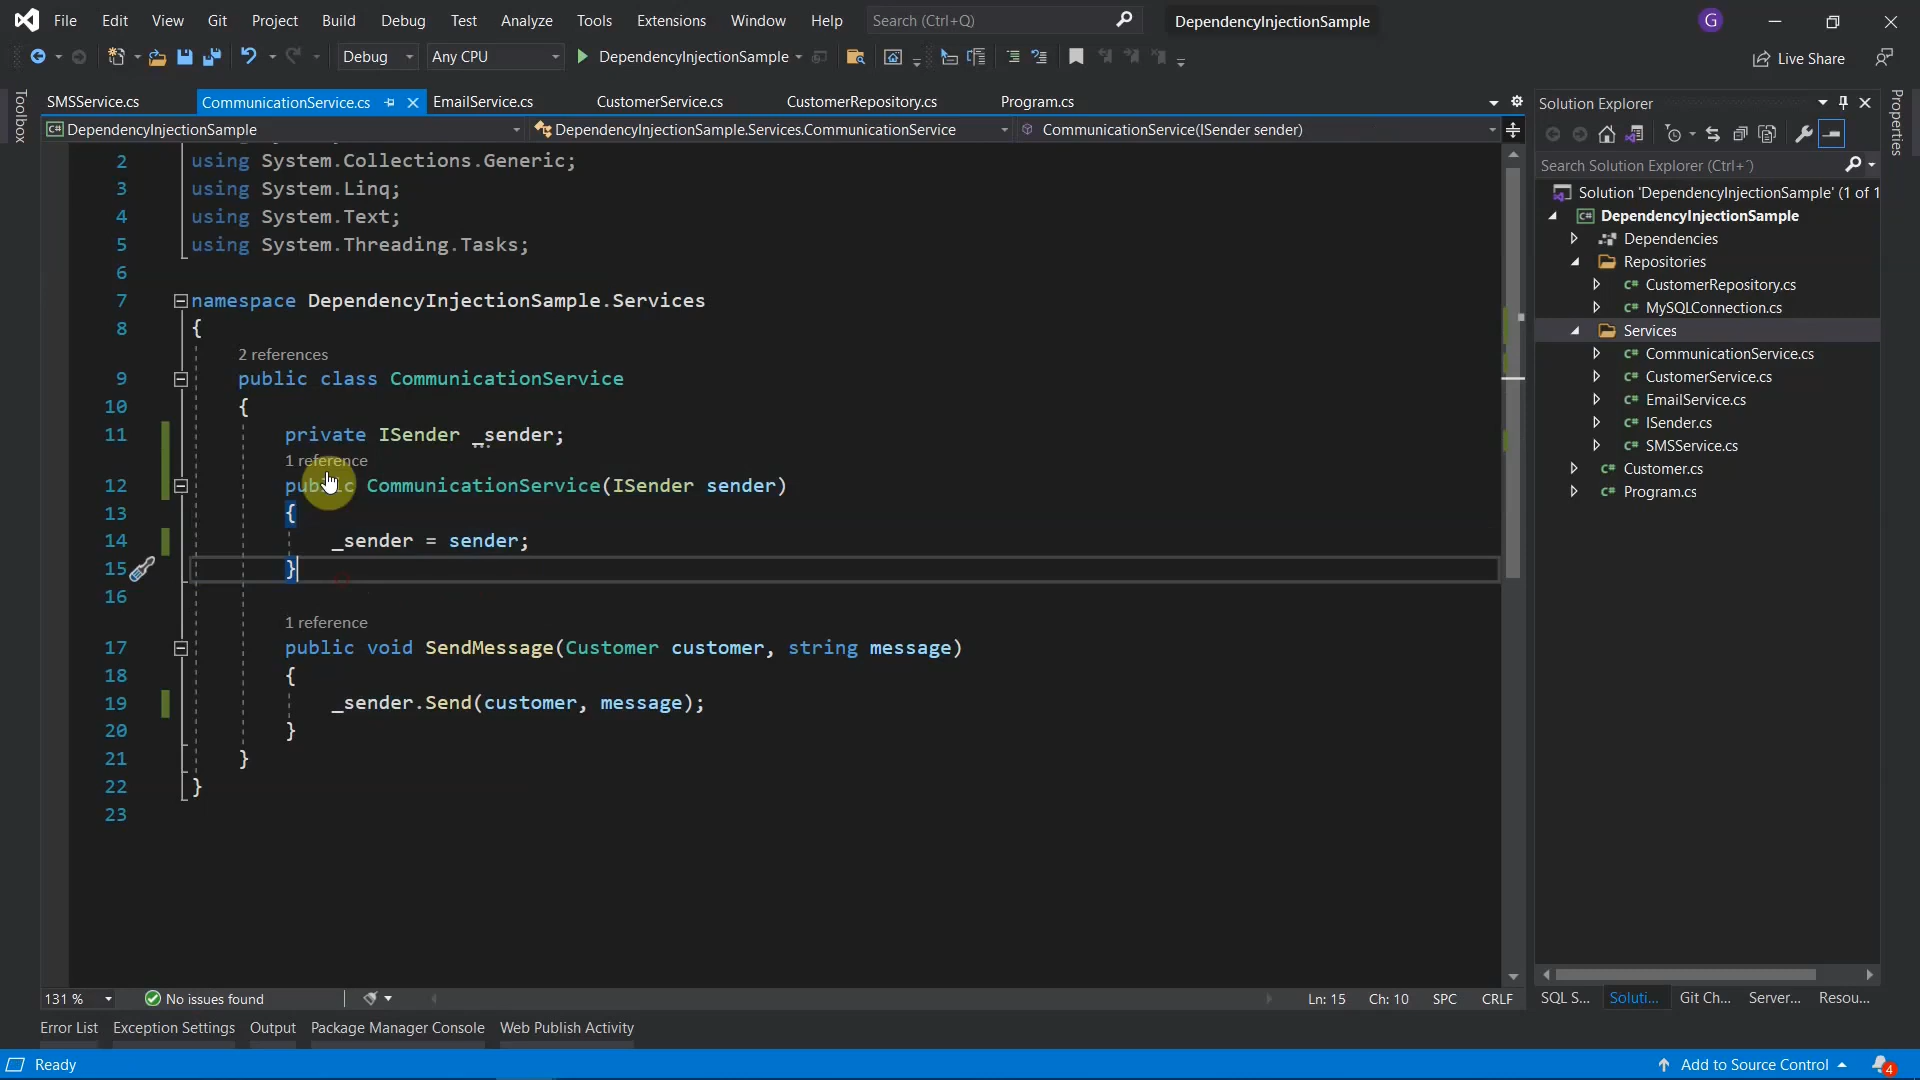 File Edit View Git Project Build Debug Test Analyze Tools Extensions Window Help Search (Ctrl+Q) DependencyInjectionSample G
Debug Any CPU DependencyInjectionSample Live Share
SMSService.cs CommunicationService.cs EmailService.cs CustomerService.cs CustomerRepository.cs Program.cs
DependencyInjectionSample DependencyInjectionSample.Services.CommunicationService CommunicationService(ISender sender)
Toolbox
2 using System.Collections.Generic;
3 using System.Linq;
4 using System.Text;
5 using System.Threading.Tasks;
6
7 namespace DependencyInjectionSample.Services
8 {
2 references
9 public class CommunicationService
10 {
11 private ISender _sender;
1 reference
12 public CommunicationService(ISender sender)
13 {
14 _sender = sender;
15 }
16
1 reference
17 public void SendMessage(Customer customer, string message)
18 {
19 _sender.Send(customer, message);
20 }
21 }
22 }
23
131 % No issues found Ln: 15 Ch: 10 SPC CRLF
Solution Explorer
Search Solution Explorer (Ctrl+¨)
Solution 'DependencyInjectionSample' (1 of 1
DependencyInjectionSample
Dependencies
Repositories
CustomerRepository.cs
MySQLConnection.cs
Services
CommunicationService.cs
CustomerService.cs
EmailService.cs
ISender.cs
SMSService.cs
Customer.cs
Program.cs
SQL S... Soluti... Git Ch... Server... Resou...
Properties
Error List Exception Settings Output Package Manager Console Web Publish Activity
Ready Add to Source Control 4